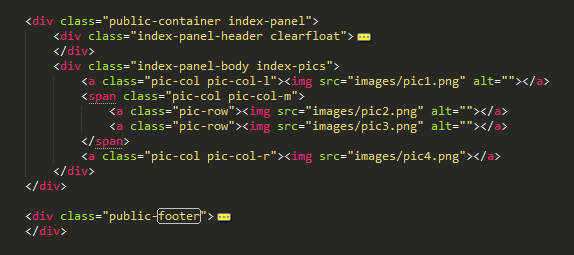 <div class="public-container index-panel">
<div class="index-panel-header clearfloat">
</div>
<div class="index-panel-body index-pics">
<a class="pic-col pic-col-l"><img src="images/pic1.png" alt=""></a>
<span class="pic-col pic-col-m">
<a class="pic-row"><img src="images/pic2.png" alt=""></a>
<a class="pic-row"><img src="images/pic3.png" alt=""></a>
</span>
<a class="pic-col pic-col-r"><img src="images/pic4.png"></a>
</div>
</div>
<div class="public-footer">
</div>